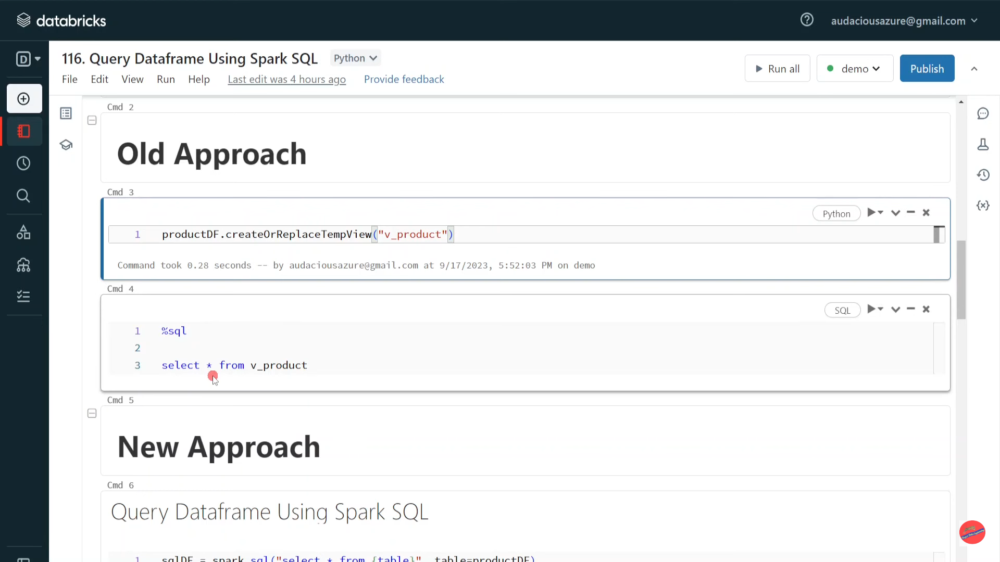 databricks
audaciousazure@gmail.com
D
116. Query Dataframe Using Spark SQL
Python
File Edit View Run Help Last edit was 4 hours ago Provide feedback
Run all
demo
Publish
Cmd 2
Old Approach
Cmd 3
Python
1 productDF.createOrReplaceTempView("v_product")
Command took 0.28 seconds -- by audaciousazure@gmail.com at 9/17/2023, 5:52:03 PM on demo
Cmd 4
SQL
1 %sql
2
3 select * from v_product
Cmd 5
New Approach
Cmd 6
Query Dataframe Using Spark SQL
1 sqlDF = spark.sql("select * from {table}", table=productDF)